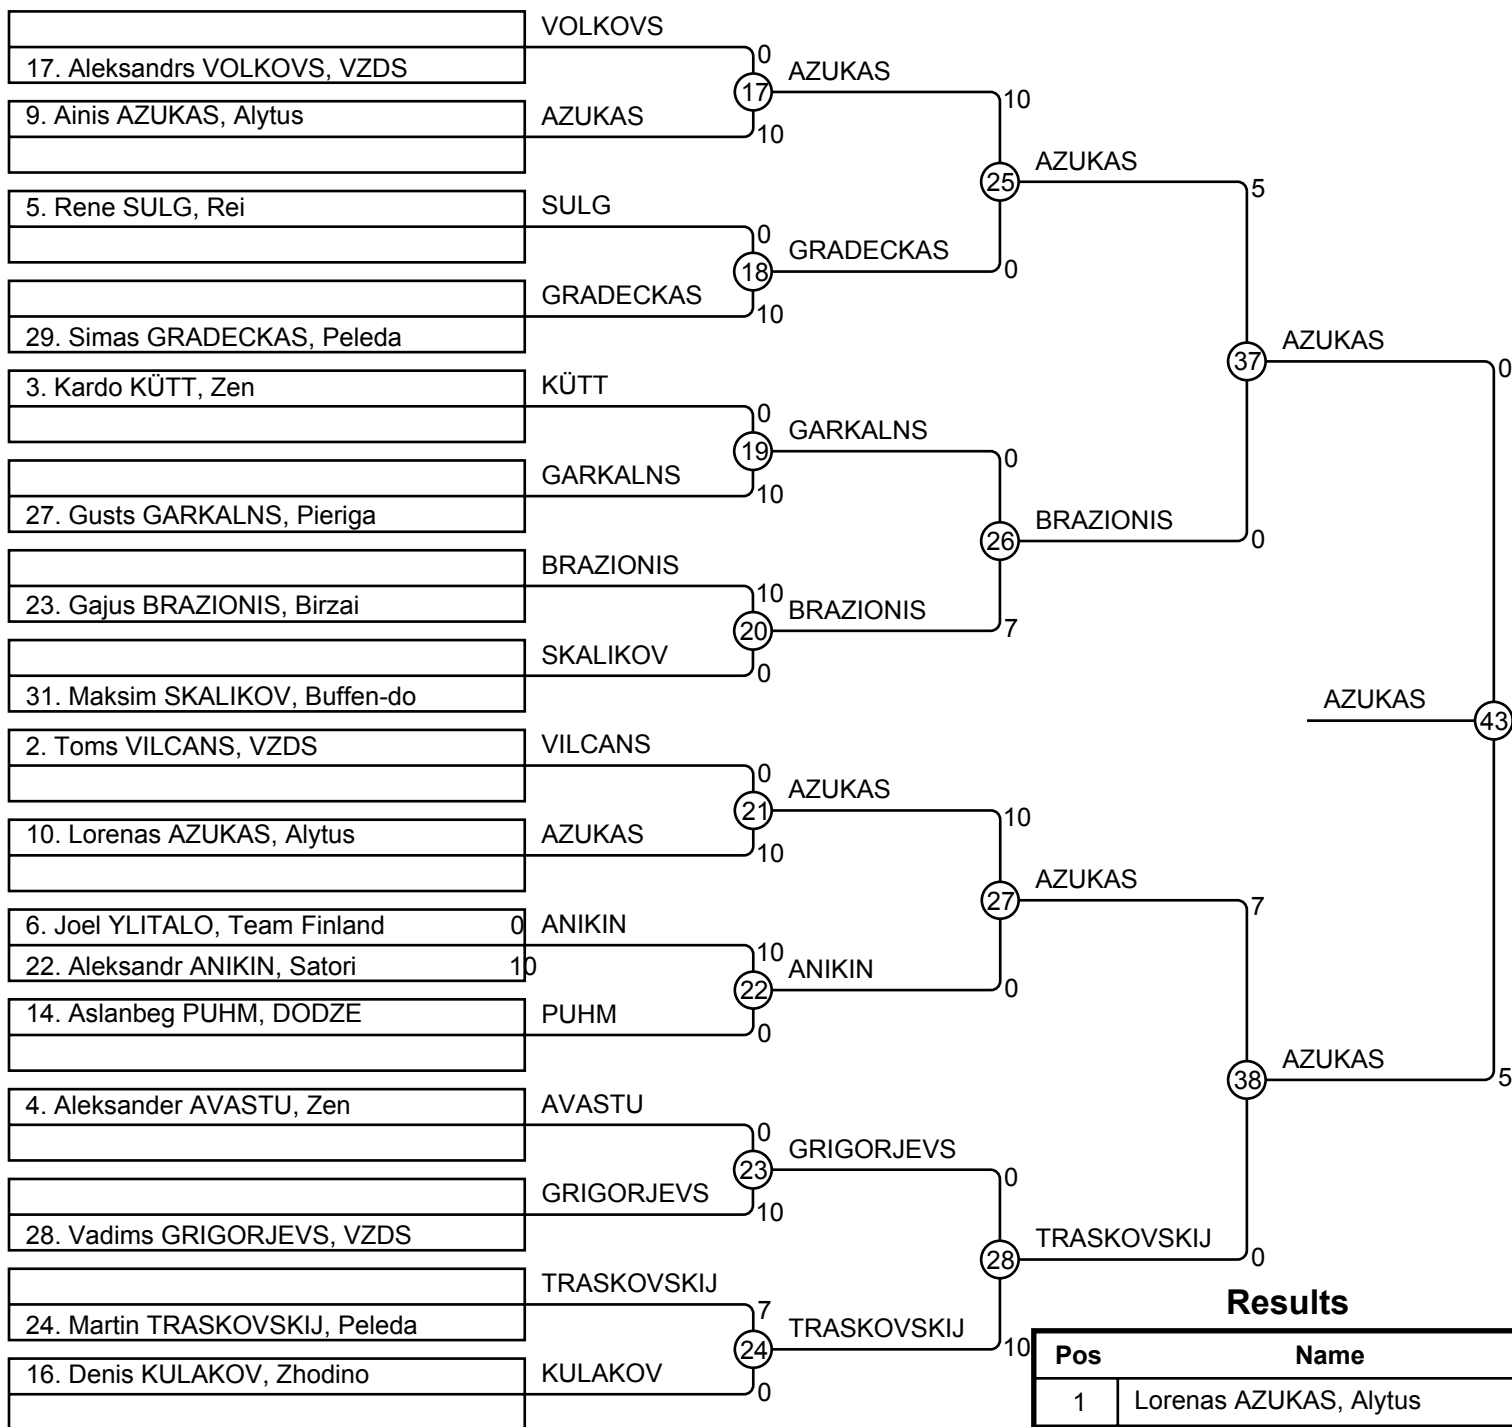 VOLKOVS
17. Aleksandrs VOLKOVS, VZDS
0
17
AZUKAS
9. Ainis AZUKAS, Alytus
AZUKAS
10
10
25
AZUKAS
5. Rene SULG, Rei
SULG
0
18
GRADECKAS
0
GRADECKAS
10
29. Simas GRADECKAS, Peleda
5
37
AZUKAS
0
3. Kardo KÜTT, Zen
KÜTT
0
19
GARKALNS
0
GARKALNS
10
27. Gusts GARKALNS, Pieriga
26
BRAZIONIS
0
BRAZIONIS
10
23. Gajus BRAZIONIS, Birzai
20
BRAZIONIS
7
SKALIKOV
0
31. Maksim SKALIKOV, Buffen-do
AZUKAS
43
2. Toms VILCANS, VZDS
VILCANS
0
21
AZUKAS
10
10. Lorenas AZUKAS, Alytus
AZUKAS
10
27
AZUKAS
7
6. Joel YLITALO, Team Finland 0
ANIKIN
10
22. Aleksandr ANIKIN, Satori 10
22
ANIKIN
0
14. Aslanbeg PUHM, DODZE
PUHM
0
38
AZUKAS
5
4. Aleksander AVASTU, Zen
AVASTU
0
23
GRIGORJEVS
0
GRIGORJEVS
10
28. Vadims GRIGORJEVS, VZDS
28
TRASKOVSKIJ
0
TRASKOVSKIJ
7
24. Martin TRASKOVSKIJ, Peleda
24
TRASKOVSKIJ
10
16. Denis KULAKOV, Zhodino
KULAKOV
0
Results
Pos Name
1 Lorenas AZUKAS, Alytus